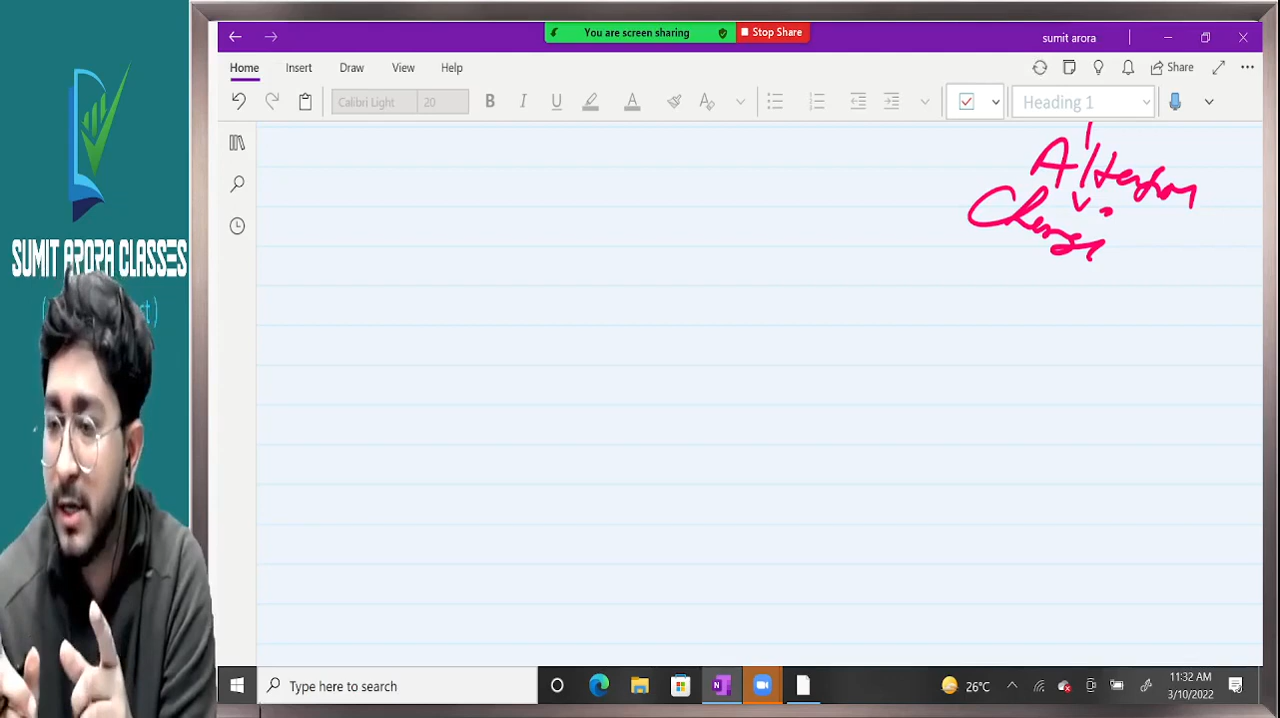 You are screen sharing
Stop Share
sumit arora
Home
Insert
Draw
View
Help
Share
Calibri Light
20
B
I
U
A
Heading 1
Alteration
Change
SUMIT ARORA CLASSES
Type here to search
26°C
11:32 AM
3/10/2022